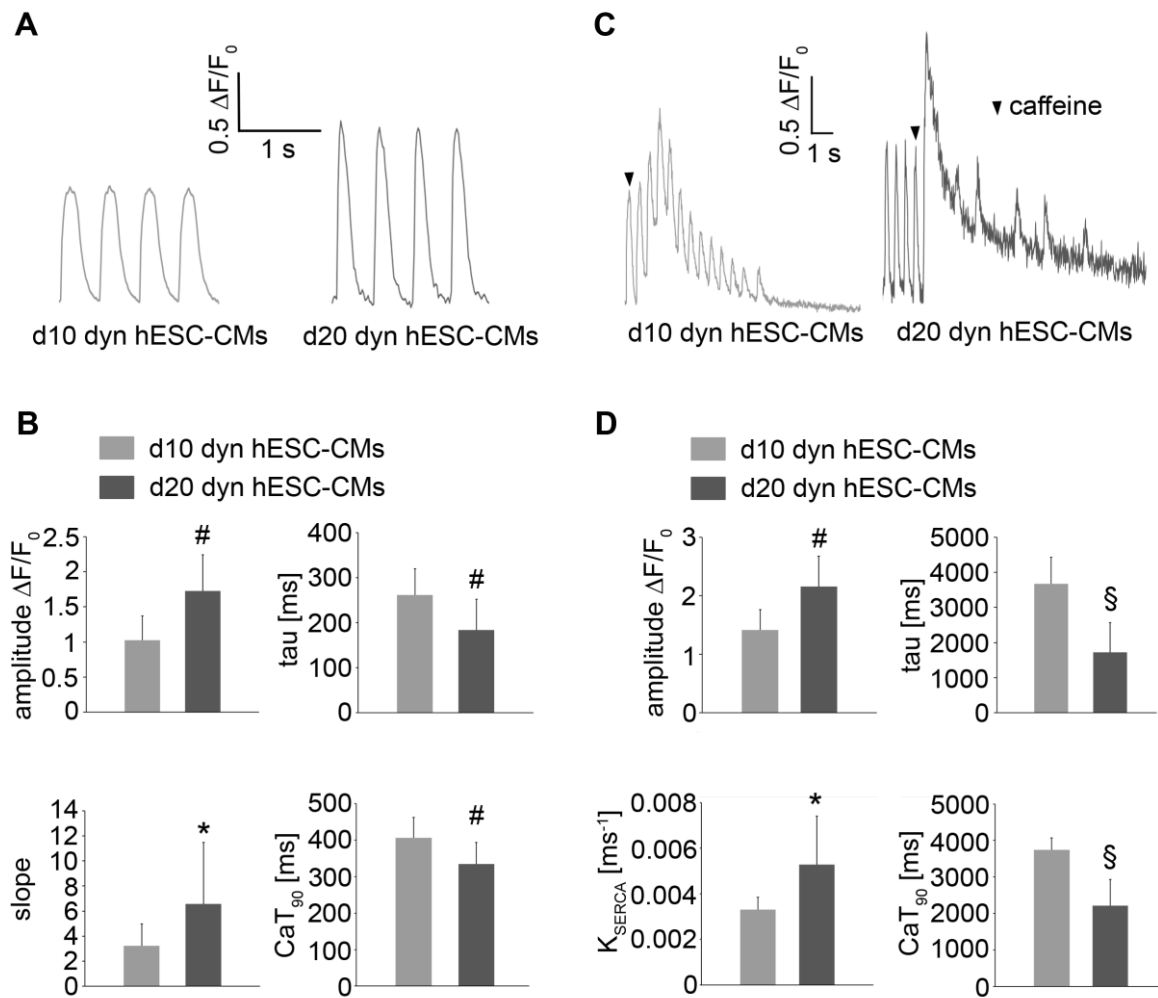 A
0.5 ΔF/F0
1 s
d10 dyn hESC-CMs
d20 dyn hESC-CMs
C
0.5 ΔF/F0
1 s
caffeine
d10 dyn hESC-CMs
d20 dyn hESC-CMs
B
d10 dyn hESC-CMs
d20 dyn hESC-CMs
amplitude ΔF/F0
2.5
2
1.5
1
0.5
0
#
tau [ms]
400
300
200
100
0
#
slope
14
12
10
8
6
4
2
0
*
CaT90 [ms]
500
400
300
200
100
0
#
D
d10 dyn hESC-CMs
d20 dyn hESC-CMs
amplitude ΔF/F0
3
2
1
0
#
tau [ms]
5000
4000
3000
2000
1000
0
§
KSERCA [ms-1]
0.008
0.006
0.004
0.002
0
*
CaT90 [ms]
5000
4000
3000
2000
1000
0
§